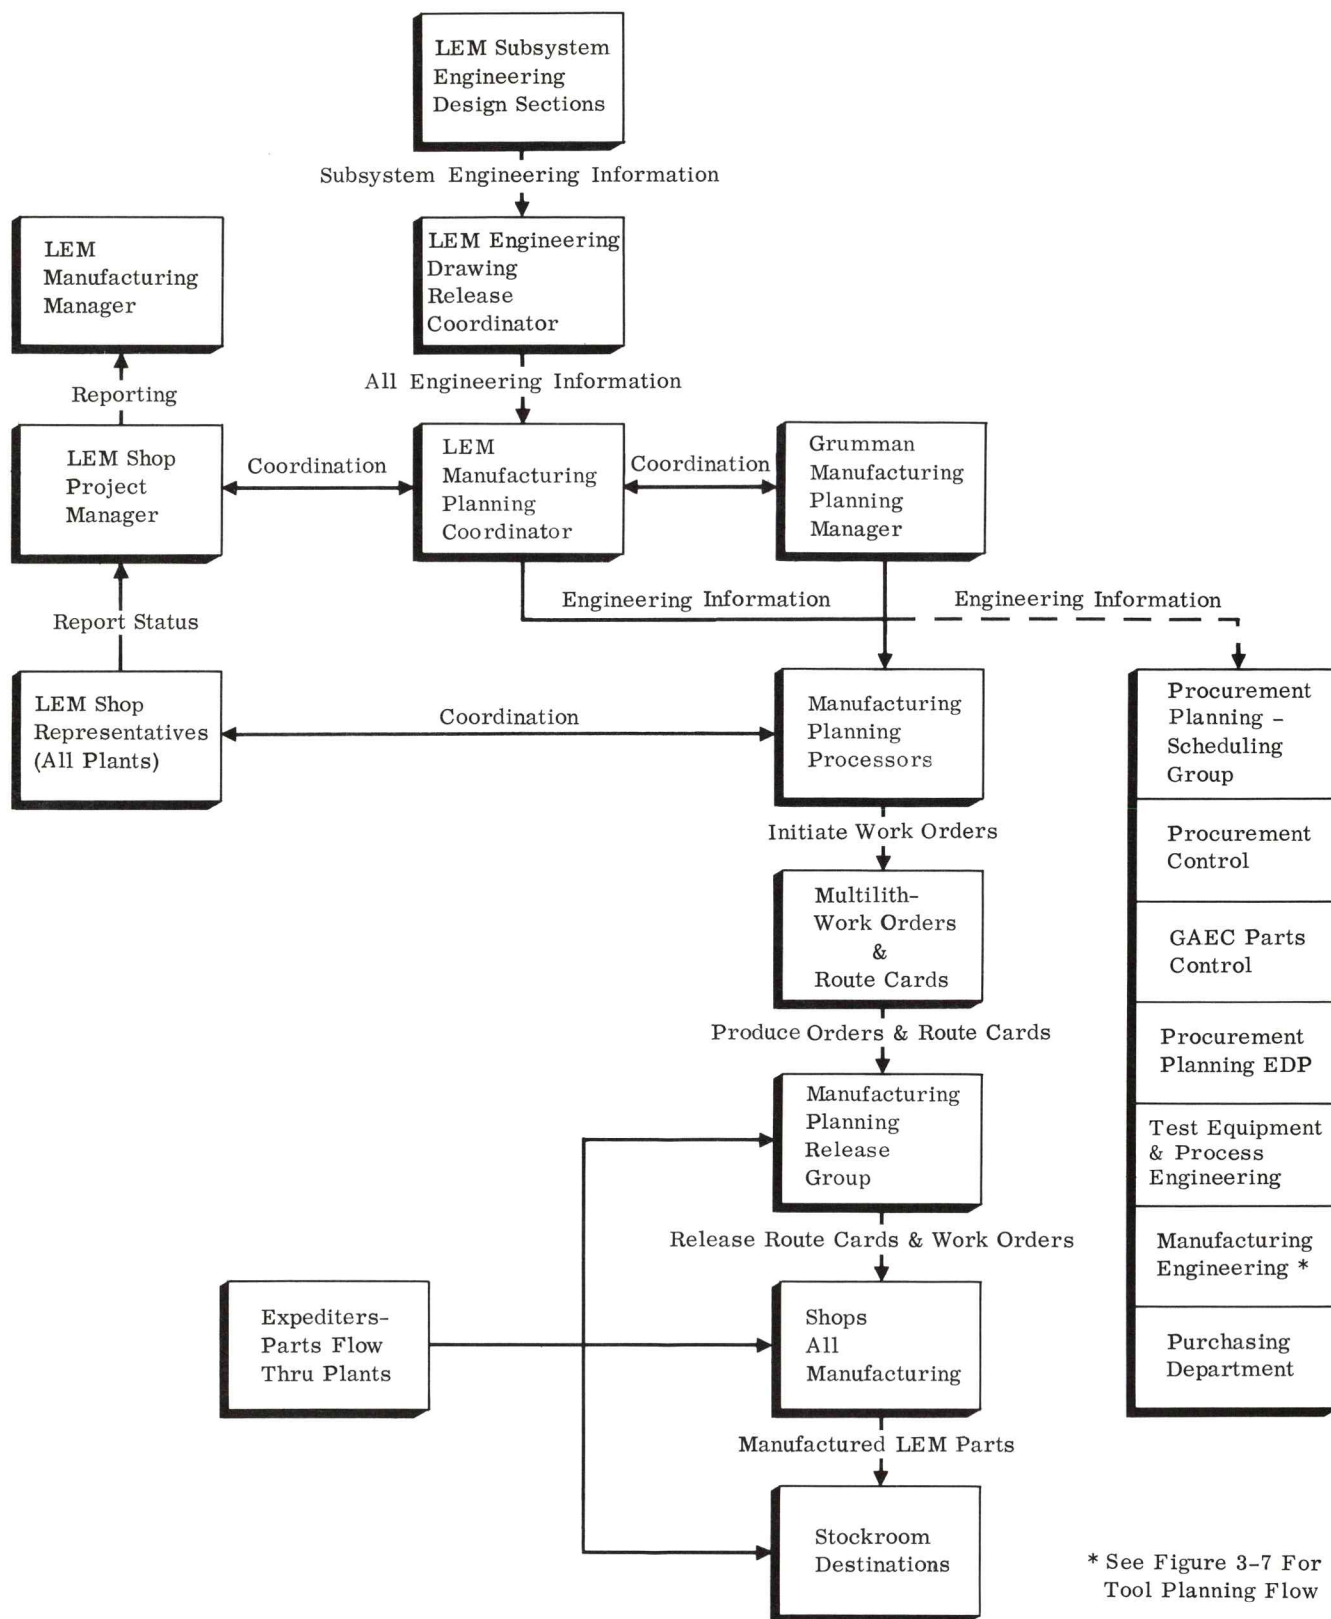 LEM Subsystem
Engineering
Design Sections
Subsystem Engineering Information
LEM
Manufacturing
Manager
LEM Engineering
Drawing
Release
Coordinator
Reporting
All Engineering Information
LEM Shop
Project
Manager
Coordination
LEM
Manufacturing
Planning
Coordinator
Coordination
Grumman
Manufacturing
Planning
Manager
Report Status
Engineering Information
Engineering Information
LEM Shop
Representatives
(All Plants)
Coordination
Manufacturing
Planning
Processors
Initiate Work Orders
Multilith-
Work Orders
&
Route Cards
Produce Orders & Route Cards
Manufacturing
Planning
Release
Group
Release Route Cards & Work Orders
Expediters-
Parts Flow
Thru Plants
Shops
All
Manufacturing
Manufactured LEM Parts
Stockroom
Destinations
Procurement
Planning -
Scheduling
Group
Procurement
Control
GAEC Parts
Control
Procurement
Planning EDP
Test Equipment
& Process
Engineering
Manufacturing
Engineering *
Purchasing
Department
* See Figure 3-7 For
Tool Planning Flow